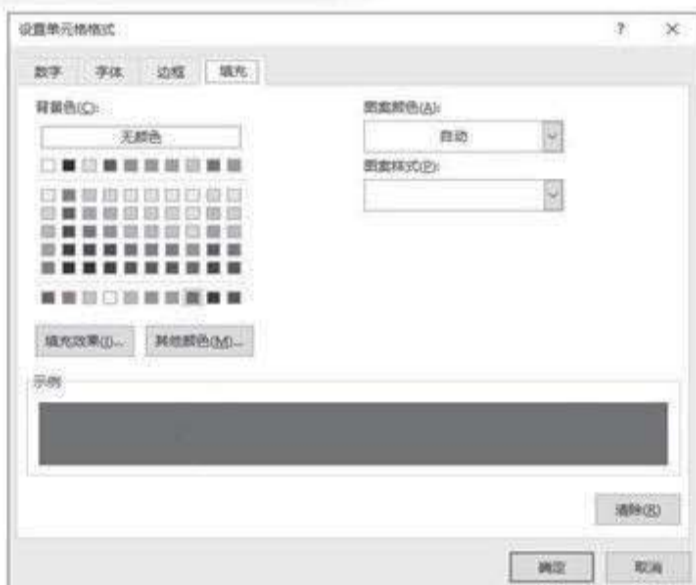 设置单元格格式 ? ×
数字 字体 边框 填充
背景色(C):
无颜色
填充效果(I)... 其他颜色(M)...
图案颜色(A):
自动
图案样式(P):
示例
清除(R)
确定 取消